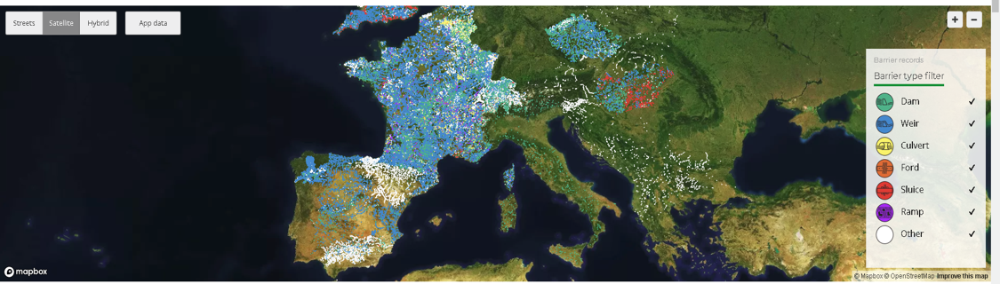 Streets Satellite Hybrid App data
+ −
Barrier records
Barrier type filter
Dam ✓
Weir ✓
Culvert ✓
Ford ✓
Sluice ✓
Ramp ✓
Other ✓
mapbox
© Mapbox © OpenStreetMap Improve this map